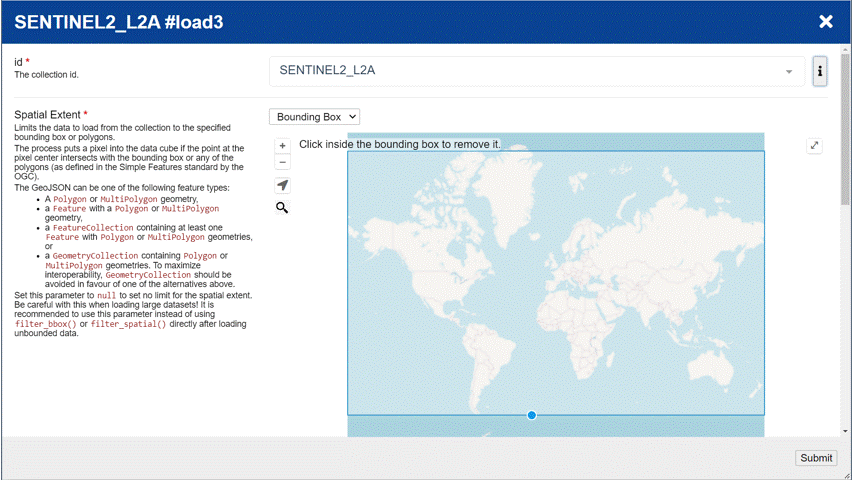 SENTINEL2_L2A #load3
id *
The collection id.
SENTINEL2_L2A
Spatial Extent *
Limits the data to load from the collection to the specified
bounding box or polygons.
The process puts a pixel into the data cube if the point at the
pixel center intersects with the bounding box or any of the
polygons (as defined in the Simple Features standard by the
OGC).
The GeoJSON can be one of the following feature types:
• A Polygon or MultiPolygon geometry,
• a Feature with a Polygon or MultiPolygon
geometry,
• a FeatureCollection containing at least one
Feature with Polygon or MultiPolygon geometries,
or
• a GeometryCollection containing Polygon or
MultiPolygon geometries. To maximize
interoperability, GeometryCollection should be
avoided in favour of one of the alternatives above.
Set this parameter to null to set no limit for the spatial extent.
Be careful with this when loading large datasets! It is
recommended to use this parameter instead of using
filter_bbox() or filter_spatial() directly after loading
unbounded data.
Bounding Box
Click inside the bounding box to remove it.
Submit